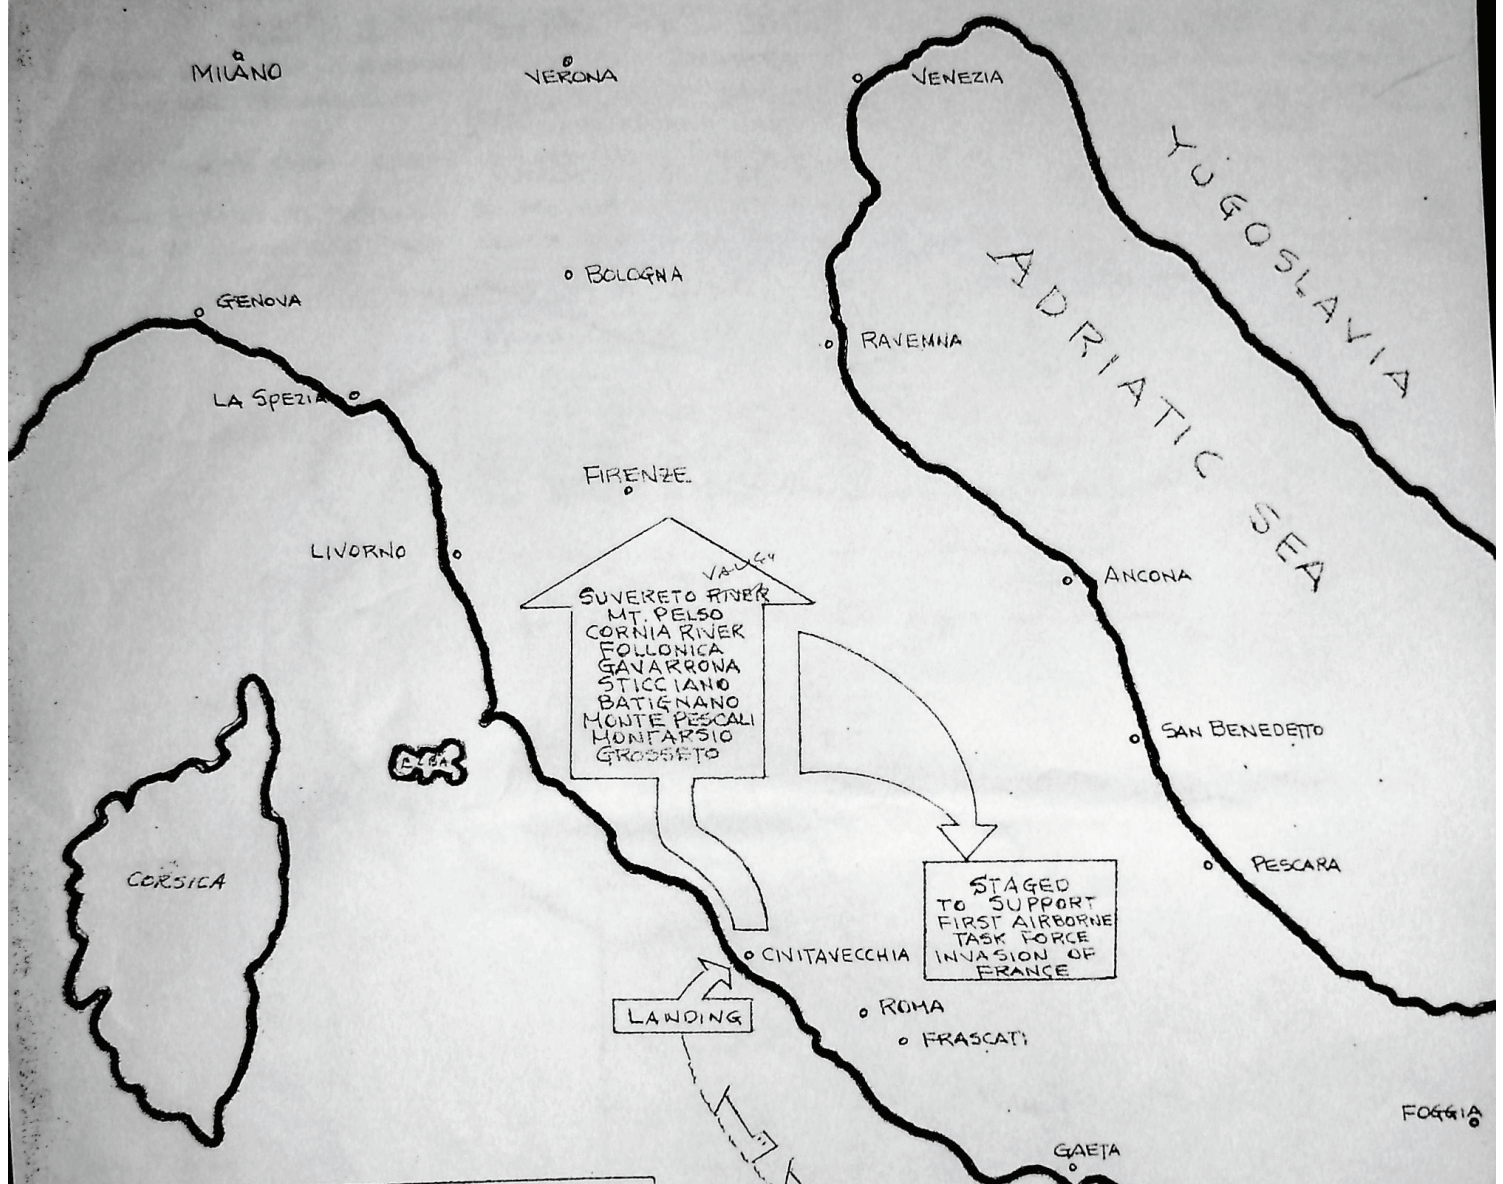 MILANO
VERONA
VENEZIA
YUGOSLAVIA
ADRIATIC SEA
BOLOGNA
GENOVA
RAVEMNA
LA SPEZIA
FIRENZE
LIVORNO
ANCONA
SUVERETO RIVER
MT. PELSO
CORNIA RIVER
FOLLONICA
GAVARRONA
STICCIANO
BATIGNANO
MONTE PESCALI
MONTARSIO
GROSSETO
SAN BENEDETTO
ELBA
PESCARA
CORSICA
STAGED
TO SUPPORT
FIRST AIRBORNE
TASK FORCE
INVASION OF
FRANCE
CIVITAVECCHIA
LANDING
ROMA
FRASCATI
FOGGIA
GAETA